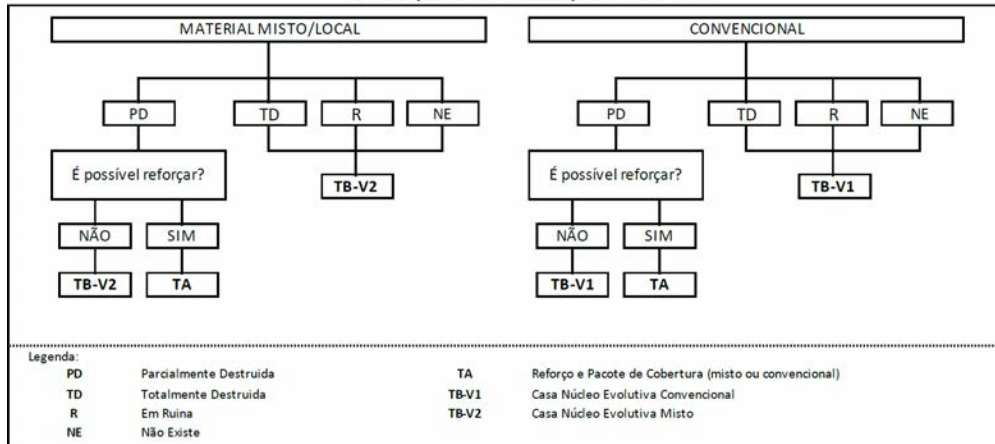 MATERIAL MISTO/LOCAL
PD TD R NE
É possível reforçar?
TB-V2
NÃO SIM
TB-V2 TA
CONVENCIONAL
PD TD R NE
É possível reforçar?
TB-V1
NÃO SIM
TB-V1 TA
Legenda:
PD Parcialmente Destruida TA Reforço e Pacote de Cobertura (misto ou convencional)
TD Totalmente Destruida TB-V1 Casa Núcleo Evolutiva Convencional
R Em Ruina TB-V2 Casa Núcleo Evolutiva Misto
NE Não Existe